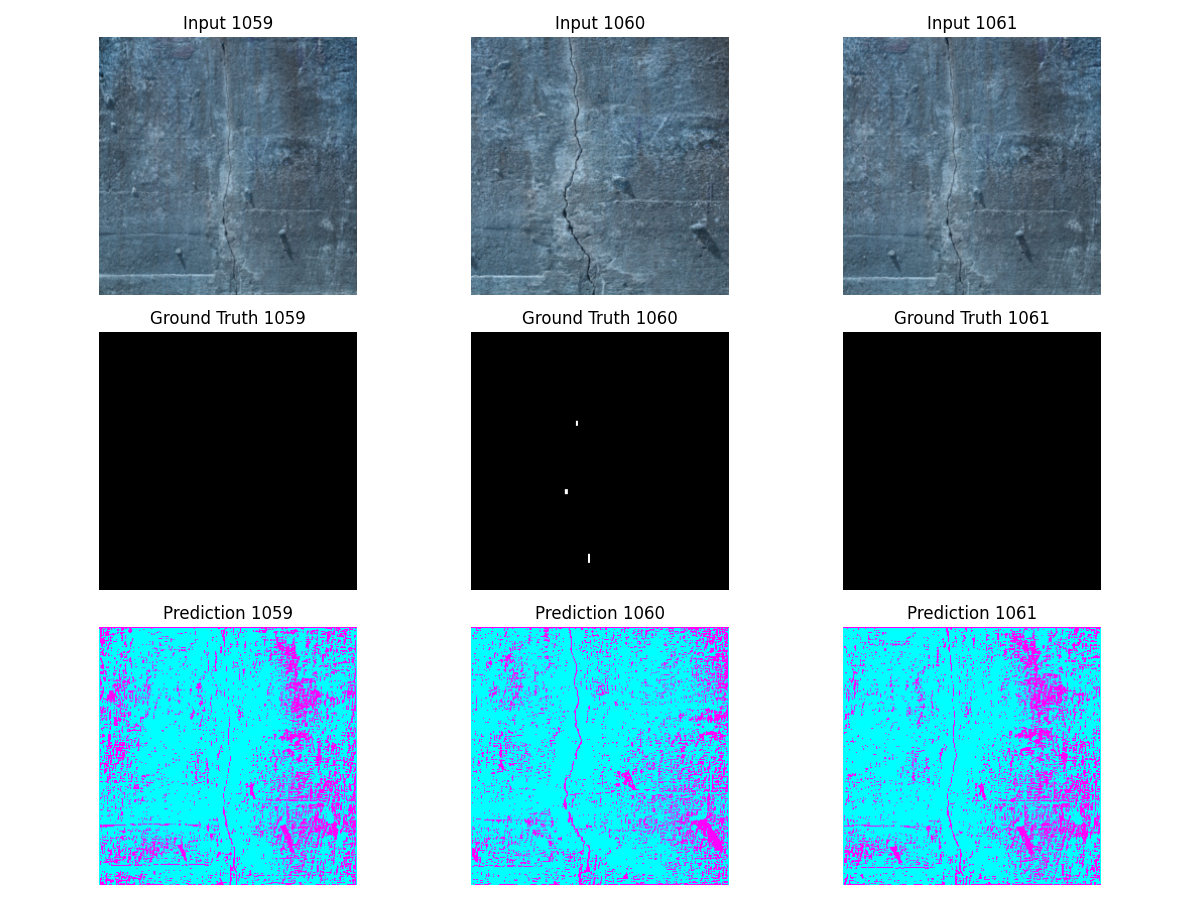 Input 1059
Input 1060
Input 1061
Ground Truth 1059
Ground Truth 1060
Ground Truth 1061
Prediction 1059
Prediction 1060
Prediction 1061